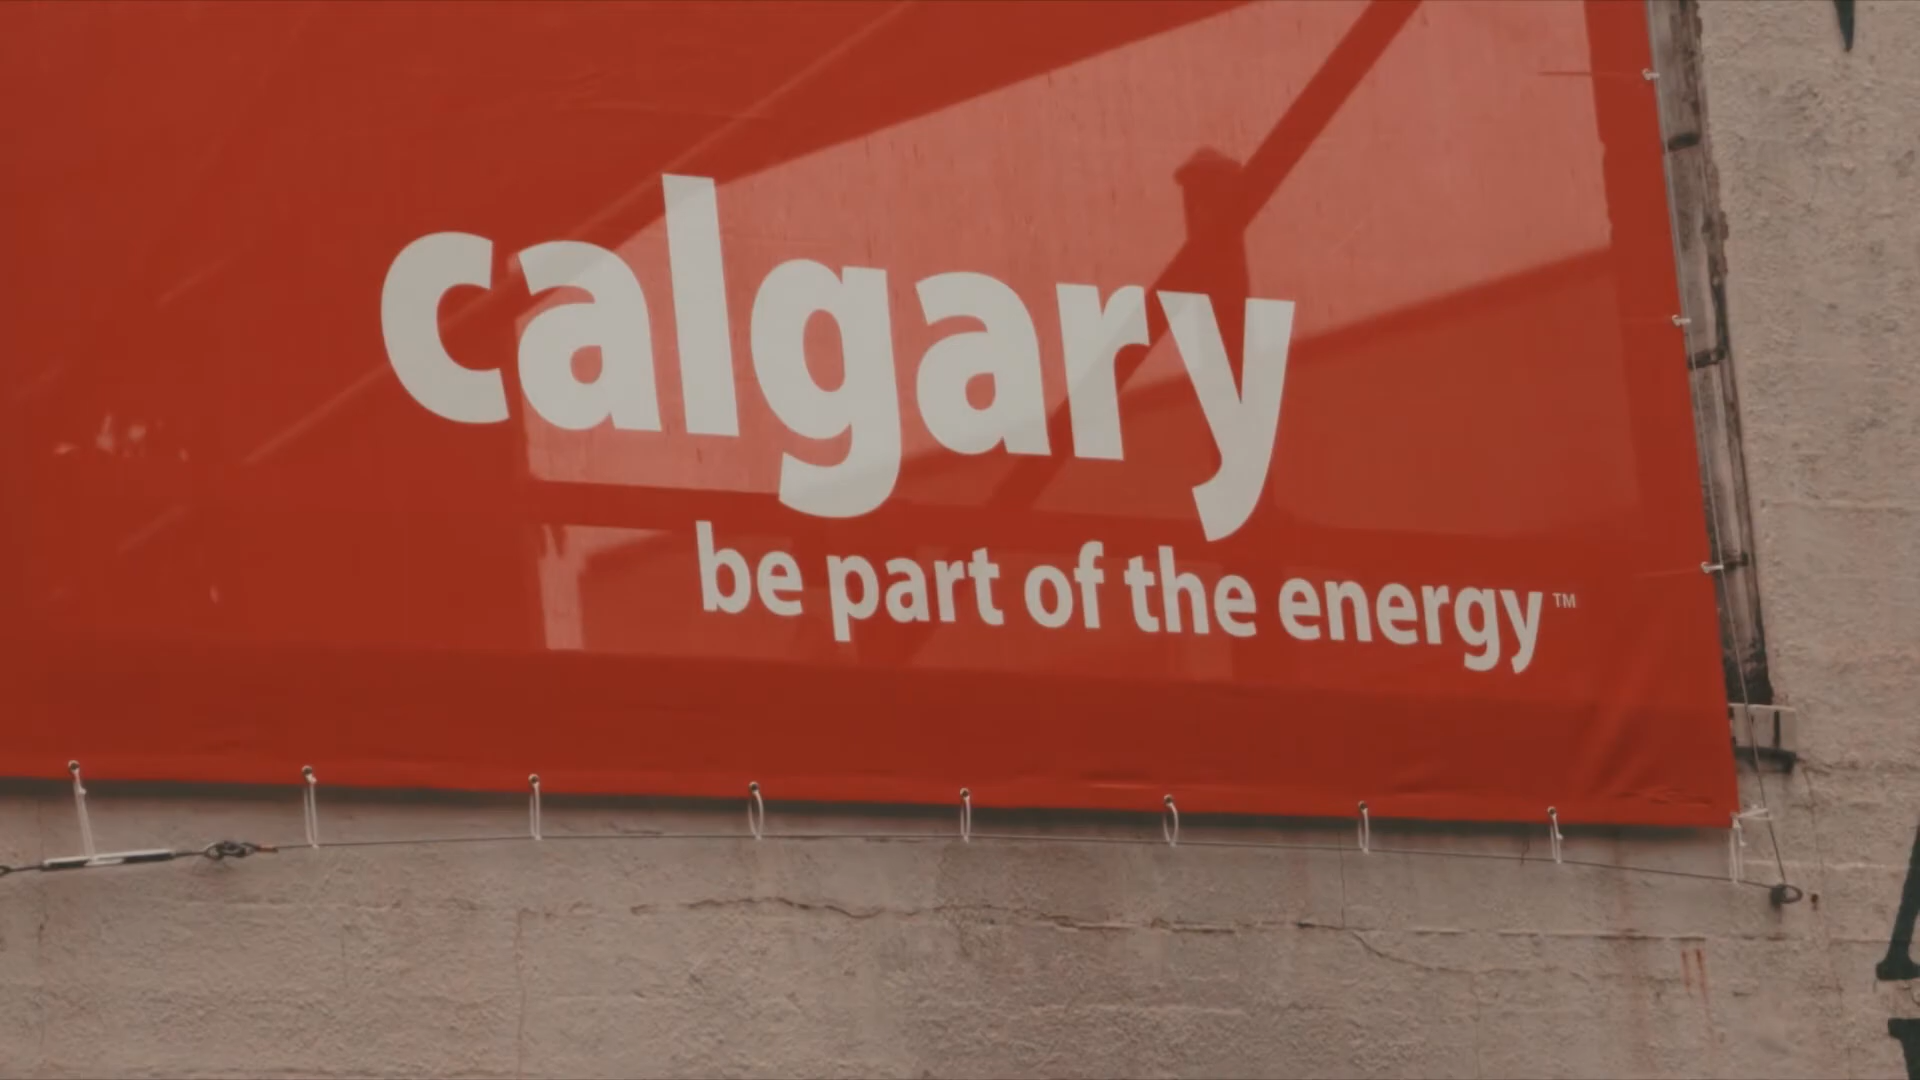 calgary
be part of the energy™